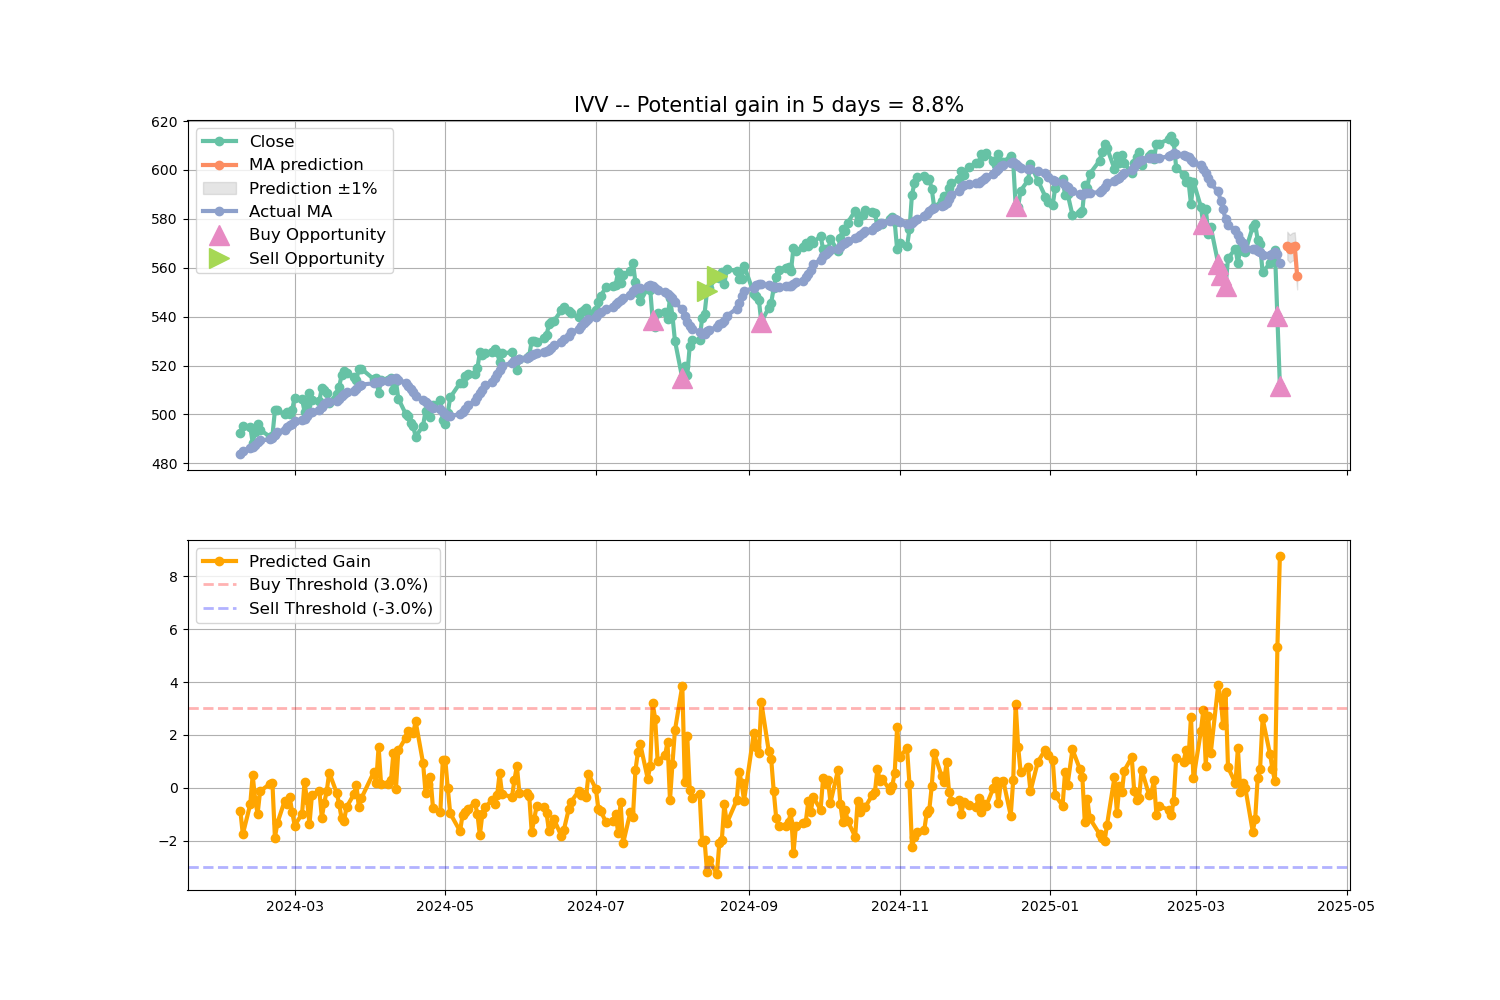 IVV -- Potential gain in 5 days = 8.8%
620
600
580
560
540
520
500
480
Close
MA prediction
Prediction ±1%
Actual MA
Buy Opportunity
Sell Opportunity
8
6
4
2
0
−2
Predicted Gain
Buy Threshold (3.0%)
Sell Threshold (-3.0%)
2024-03
2024-05
2024-07
2024-09
2024-11
2025-01
2025-03
2025-05